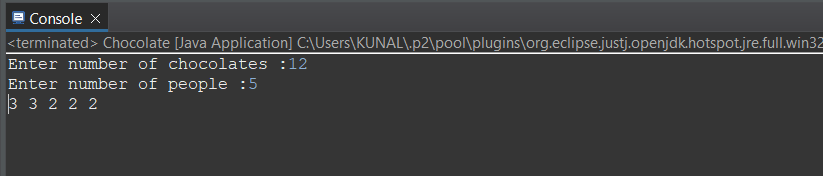 Console
<terminated> Chocolate [Java Application] C:\Users\KUNAL\.p2\pool\plugins\org.eclipse.justj.openjdk.hotspot.jre.full.win32
Enter number of chocolates :12
Enter number of people :5
3 3 2 2 2